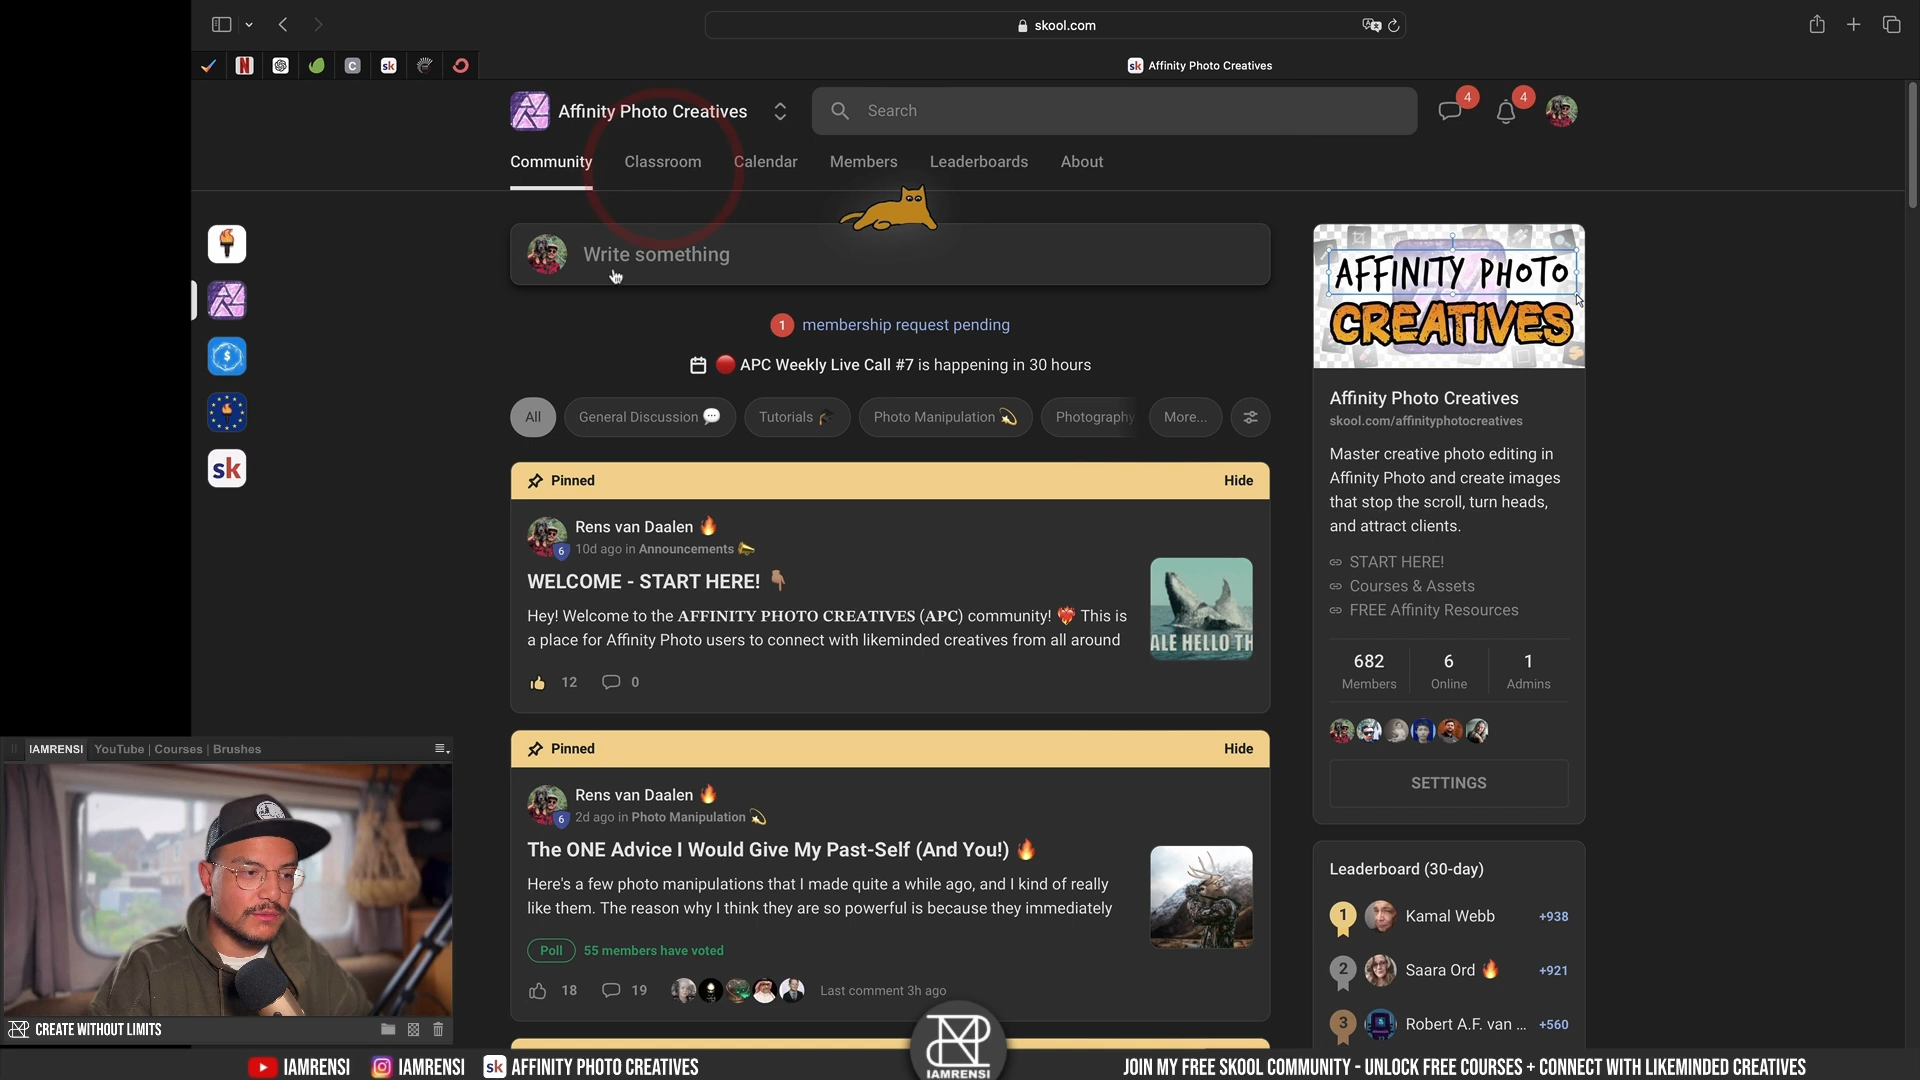 skool.com
Affinity Photo Creatives
Affinity Photo Creatives
Search
4
4
Community
Classroom
Calendar
Members
Leaderboards
About
Write something
1 membership request pending
🔴 APC Weekly Live Call #7 is happening in 30 hours
All
General Discussion 💬
Tutorials 🎓
Photo Manipulation 💫
Photography
More...
sk
Pinned
Hide
Rens van Daalen 🔥
6
10d ago in Announcements 📣
WELCOME - START HERE! 👇🏽
Hey! Welcome to the AFFINITY PHOTO CREATIVES (APC) community! ❤️‍🔥 This is
a place for Affinity Photo users to connect with likeminded creatives from all around
ALE HELLO TH
12
0
Pinned
Hide
Rens van Daalen 🔥
6
2d ago in Photo Manipulation 💫
The ONE Advice I Would Give My Past-Self (And You!) 🔥
Here's a few photo manipulations that I made quite a while ago, and I kind of really
like them. The reason why I think they are so powerful is because they immediately
Poll
55 members have voted
18
19
Last comment 3h ago
AFFINITY PHOTO
CREATIVES
Affinity Photo Creatives
skool.com/affinityphotocreatives
Master creative photo editing in
Affinity Photo and create images
that stop the scroll, turn heads,
and attract clients.
START HERE!
Courses & Assets
FREE Affinity Resources
682
Members
6
Online
1
Admins
SETTINGS
Leaderboard (30-day)
1 Kamal Webb +938
2 Saara Ord 🔥 +921
3 Robert A.F. van ... +560
IAMRENSI
YouTube | Courses | Brushes
CREATE WITHOUT LIMITS
IAMRENSI
IAMRENSI
sk AFFINITY PHOTO CREATIVES
IAMRENSI
JOIN MY FREE SKOOL COMMUNITY - UNLOCK FREE COURSES + CONNECT WITH LIKEMINDED CREATIVES